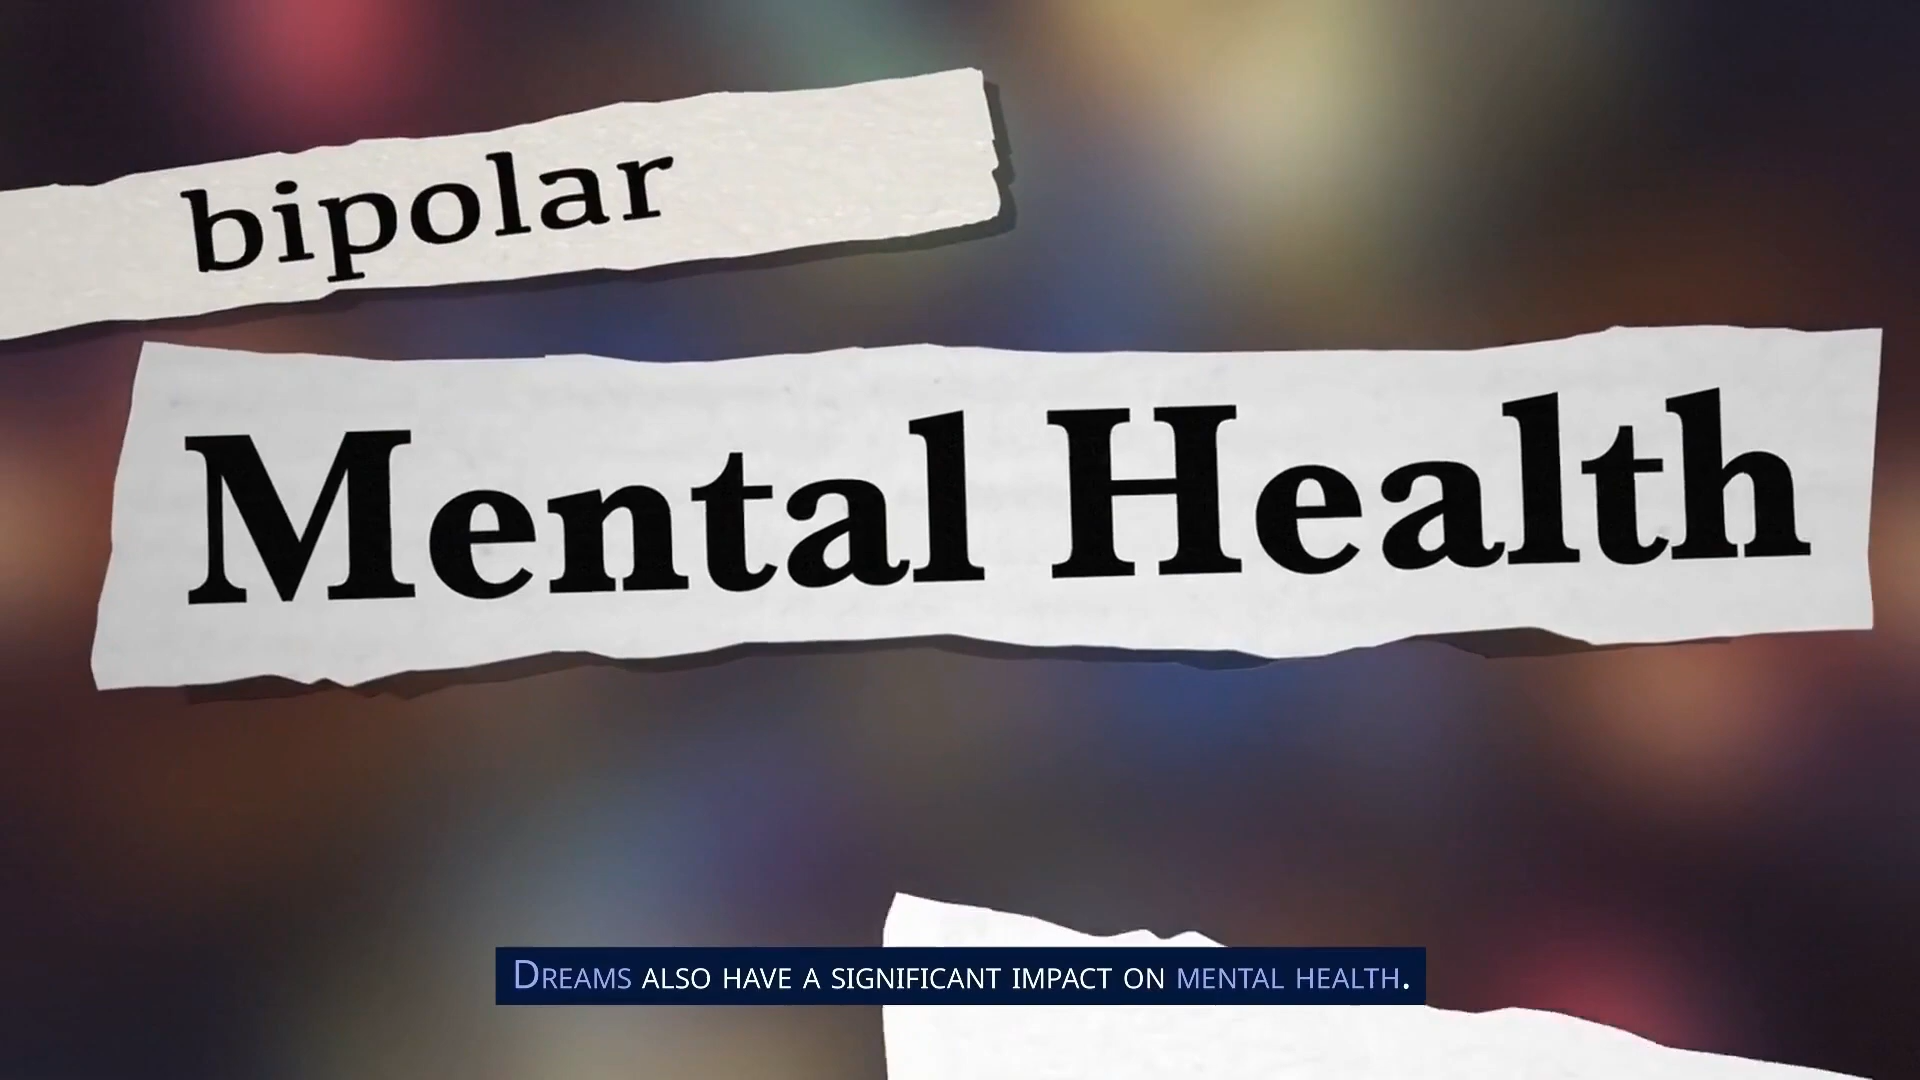 bipolar
Mental Health
Dreams also have a significant impact on mental health.